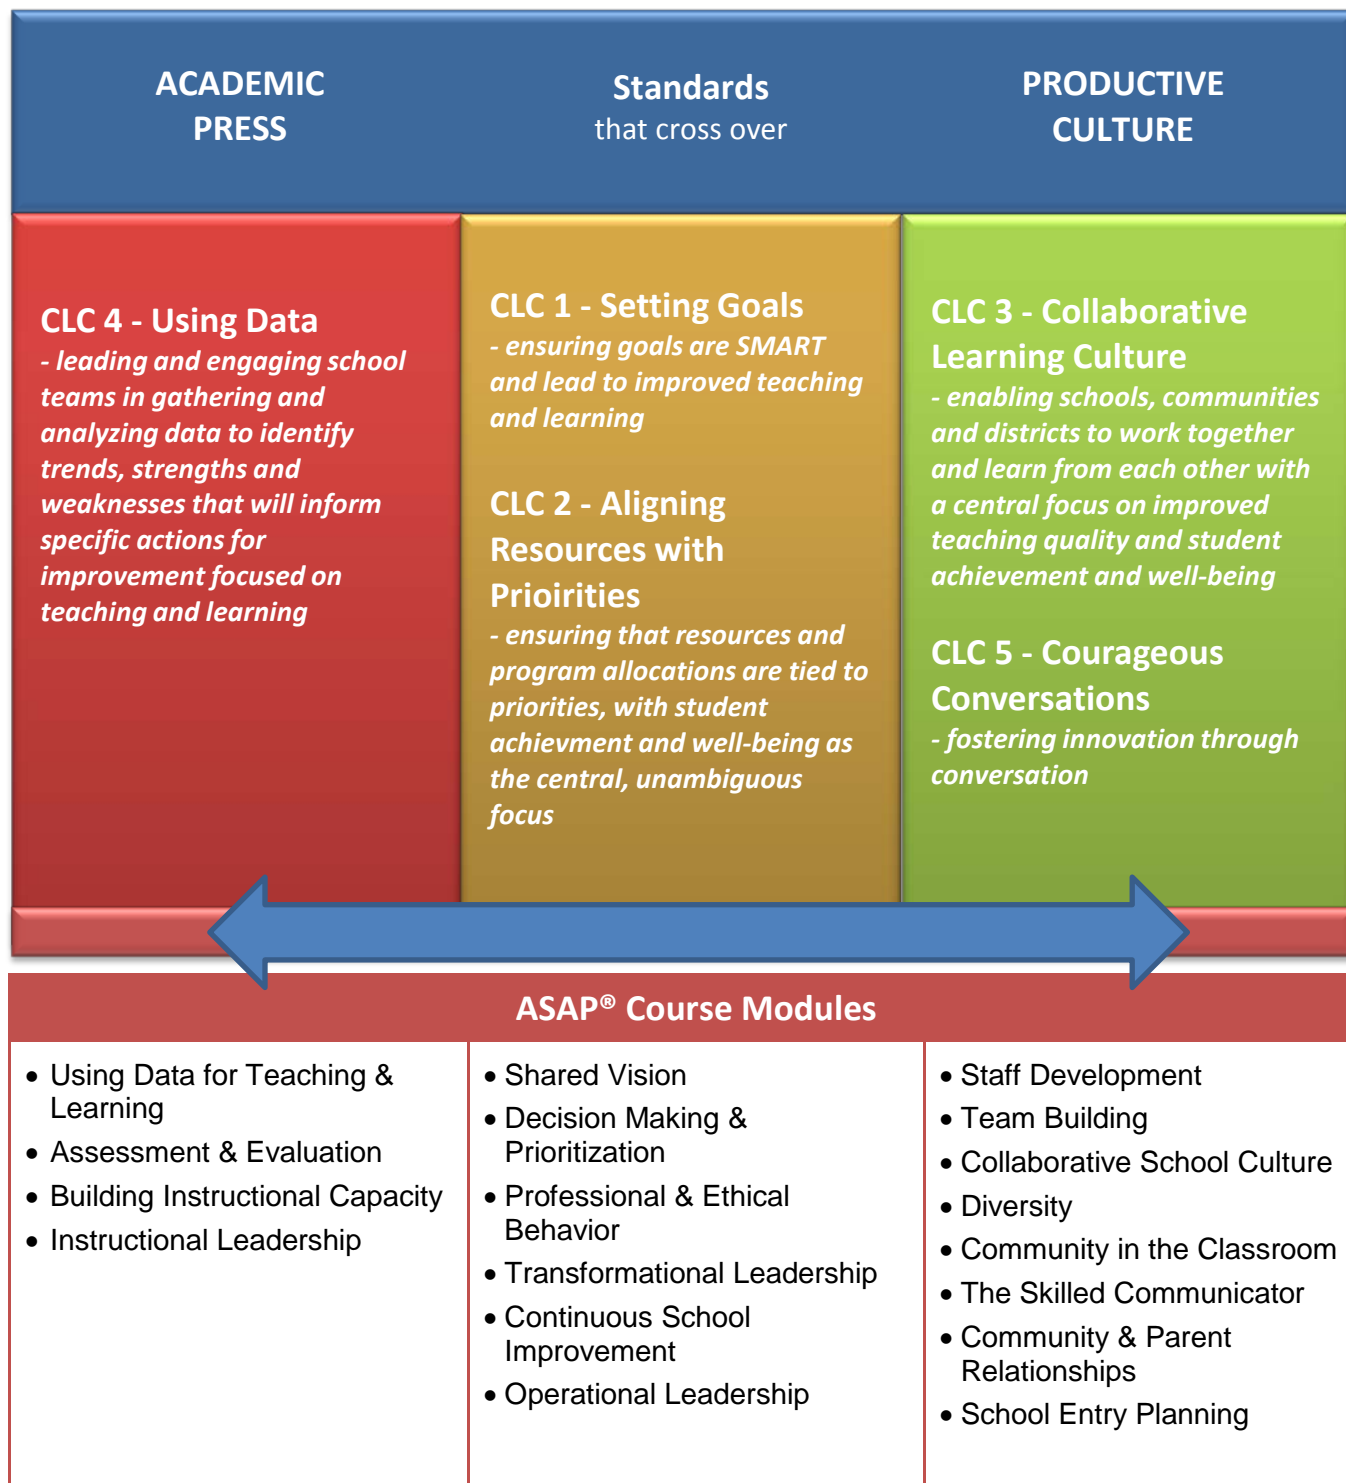 ACADEMIC
PRESS
Standards
that cross over
PRODUCTIVE
CULTURE
CLC 4 - Using Data
- leading and engaging school
teams in gathering and
analyzing data to identify
trends, strengths and
weaknesses that will inform
specific actions for
improvement focused on
teaching and learning
CLC 1 - Setting Goals
- ensuring goals are SMART
and lead to improved teaching
and learning
CLC 2 - Aligning
Resources with
Prioirities
- ensuring that resources and
program allocations are tied to
priorities, with student
achievment and well-being as
the central, unambiguous
focus
CLC 3 - Collaborative
Learning Culture
- enabling schools, communities
and districts to work together
and learn from each other with
a central focus on improved
teaching quality and student
achievement and well-being
CLC 5 - Courageous
Conversations
- fostering innovation through
conversation
ASAP® Course Modules
• Using Data for Teaching &
Learning
• Assessment & Evaluation
• Building Instructional Capacity
• Instructional Leadership
• Shared Vision
• Decision Making &
Prioritization
• Professional & Ethical
Behavior
• Transformational Leadership
• Continuous School
Improvement
• Operational Leadership
• Staff Development
• Team Building
• Collaborative School Culture
• Diversity
• Community in the Classroom
• The Skilled Communicator
• Community & Parent
Relationships
• School Entry Planning